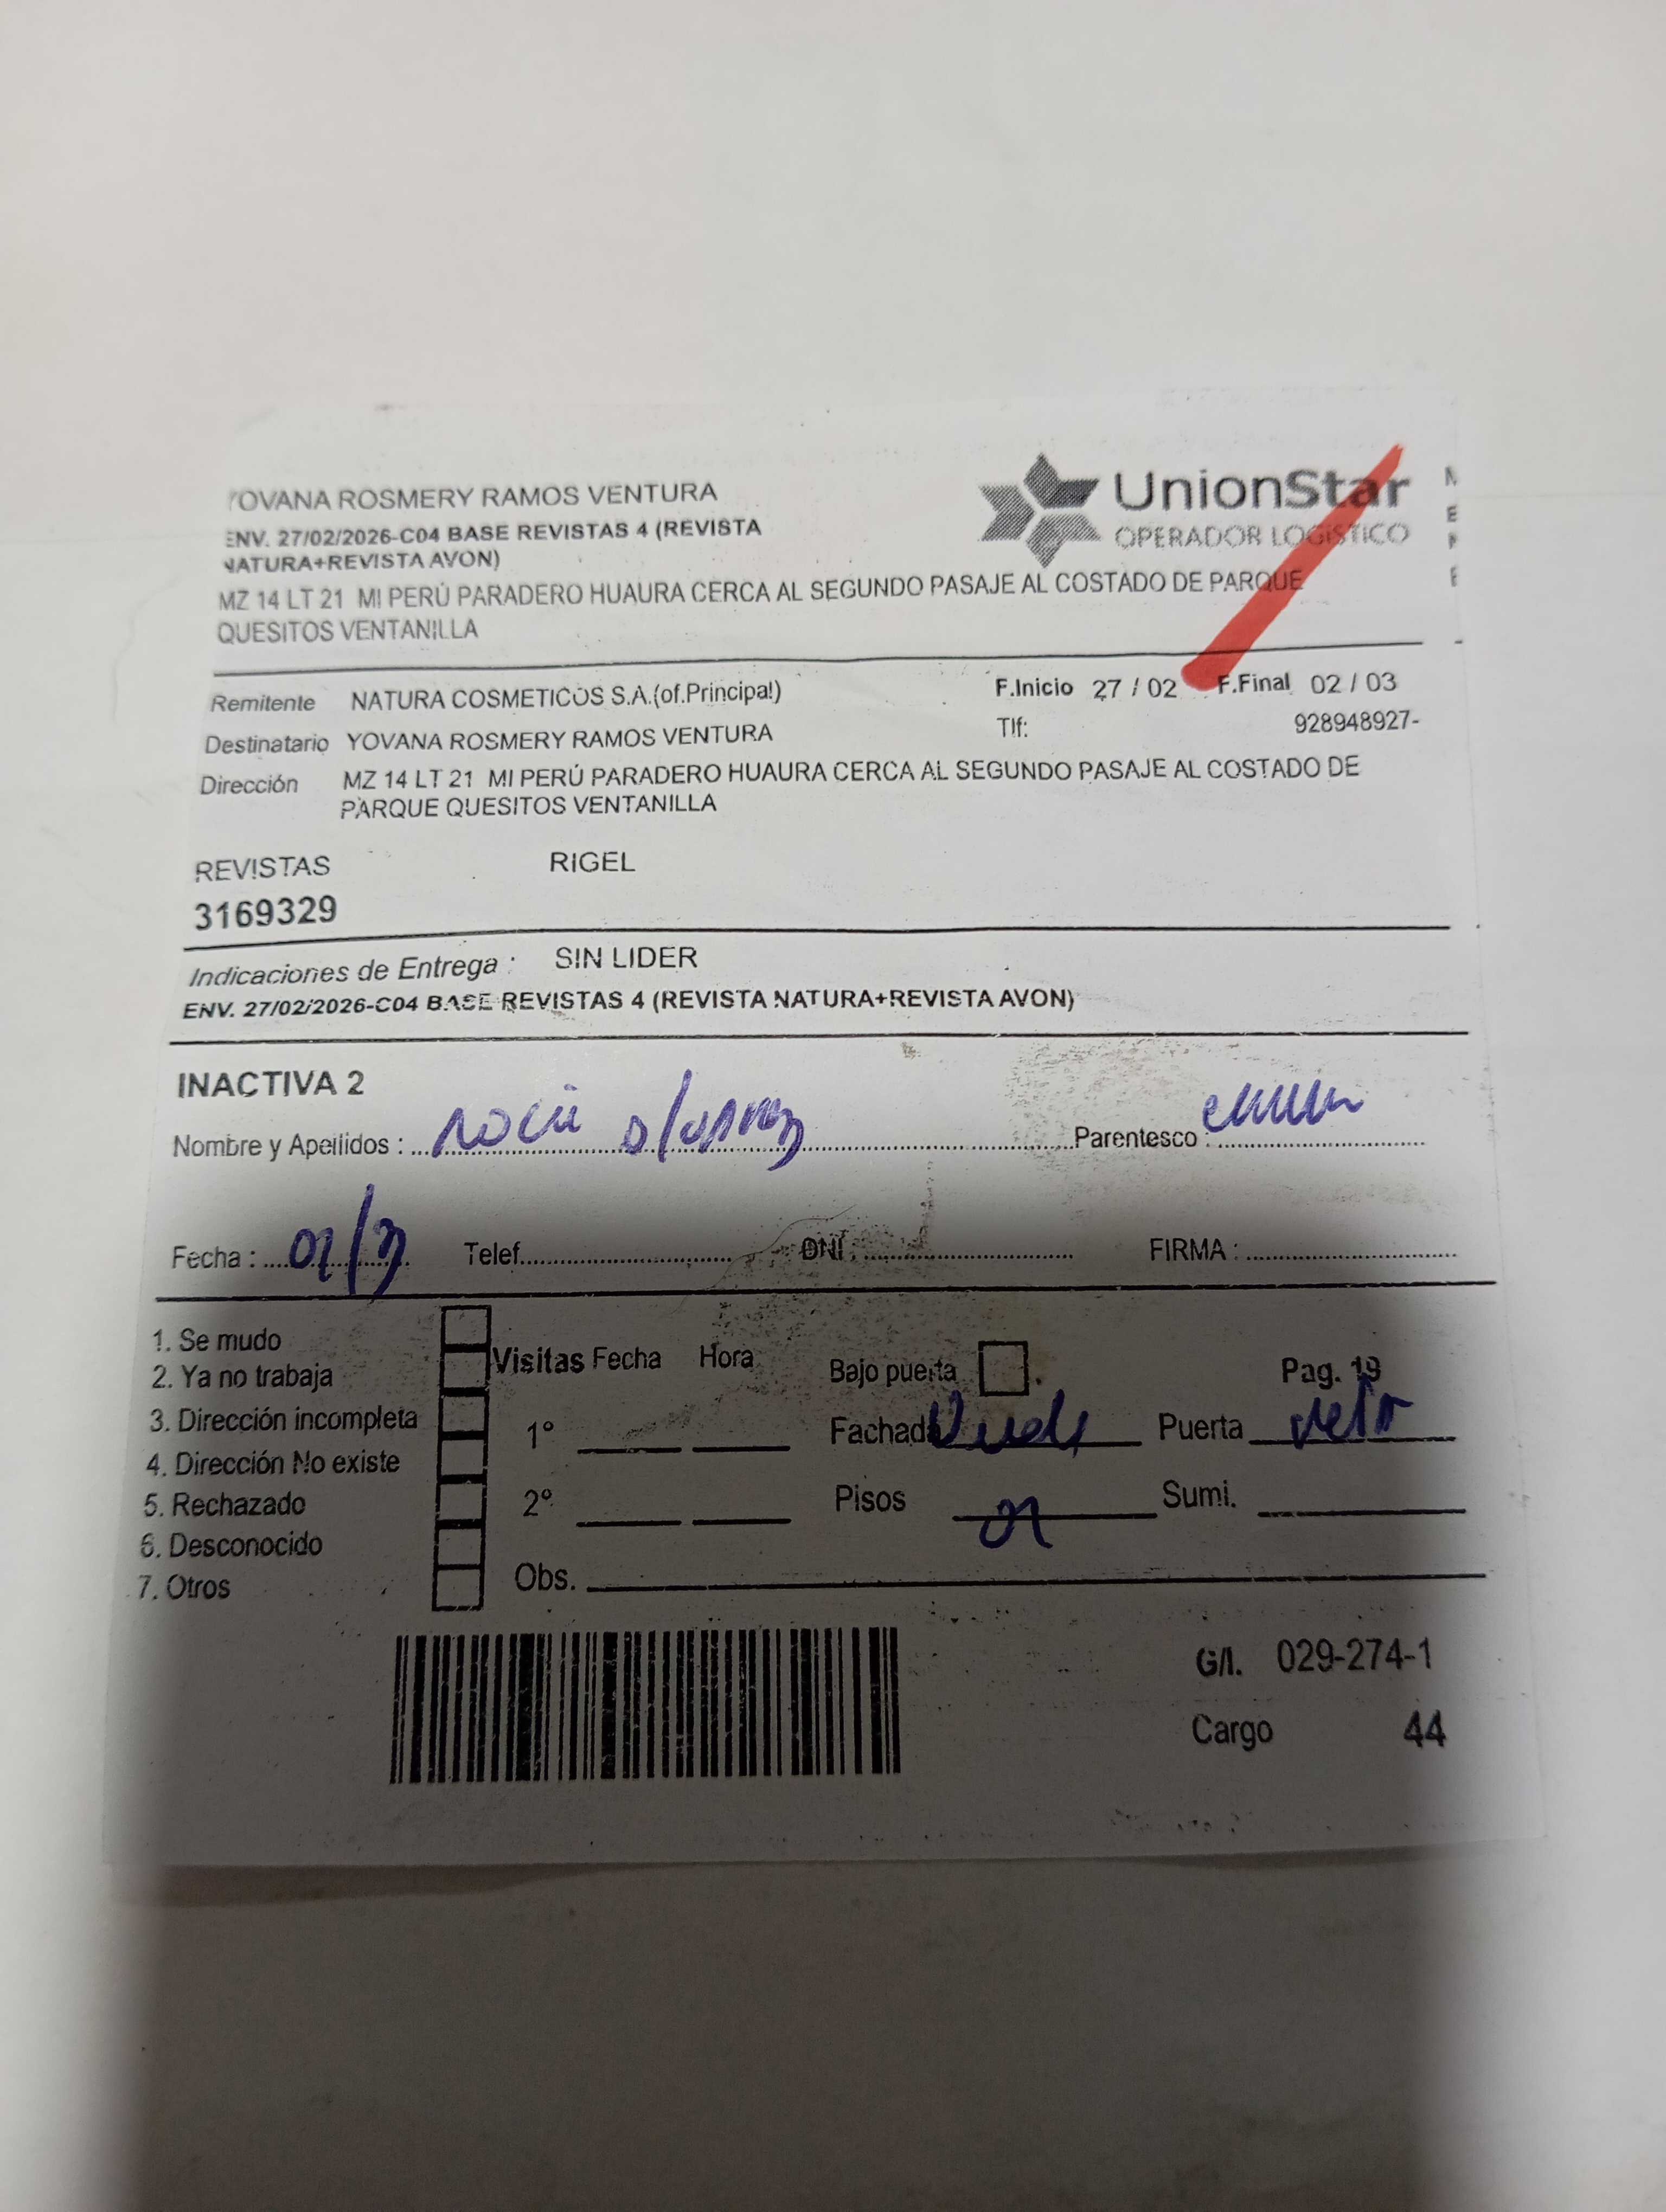 YOVANA ROSMERY RAMOS VENTURA
ENV. 27/02/2026-C04 BASE REVISTAS 4 (REVISTA
NATURA+REVISTA AVON)
MZ 14 LT 21 MI PERÚ PARADERO HUAURA CERCA AL SEGUNDO PASAJE AL COSTADO DE PARQUE
QUESITOS VENTANILLA
UnionStar
OPERADOR LOGÍSTICO
Remitente NATURA COSMETICOS S.A.(of.Principal)
F.Inicio 27 / 02 F.Final 02 / 03
Destinatario YOVANA ROSMERY RAMOS VENTURA
Tlf: 928948927-
Dirección MZ 14 LT 21 MI PERÚ PARADERO HUAURA CERCA AL SEGUNDO PASAJE AL COSTADO DE
PARQUE QUESITOS VENTANILLA
REVISTAS RIGEL
3169329
Indicaciones de Entrega : SIN LIDER
ENV. 27/02/2026-C04 BASE REVISTAS 4 (REVISTA NATURA+REVISTA AVON)
INACTIVA 2
Nombre y Apellidos : Parentesco :
Fecha : Telef. DNI : FIRMA :
1. Se mudo
2. Ya no trabaja
3. Dirección incompleta
4. Dirección No existe
5. Rechazado
6. Desconocido
7. Otros
Visitas Fecha Hora
1°
2°
Obs.
Bajo puerta Pag. 19
Fachada Puerta
Pisos Sumi.
G/I. 029-274-1
Cargo 44